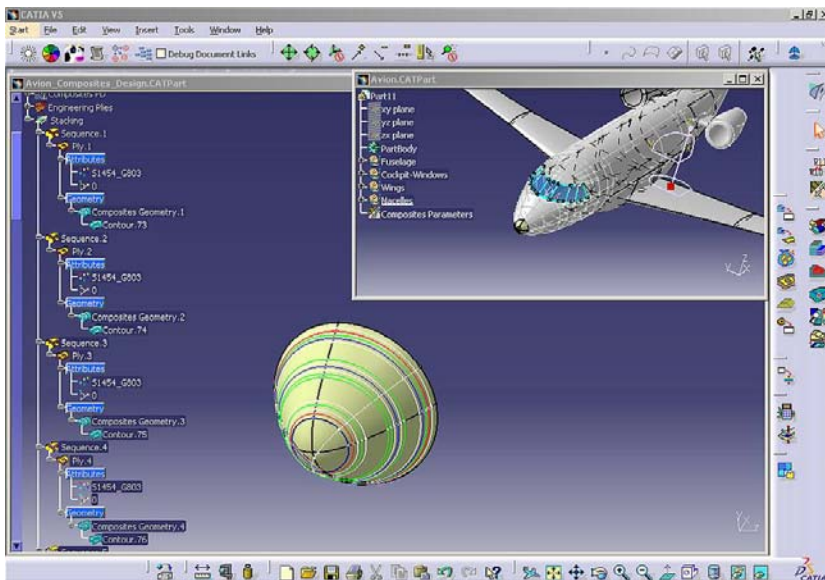 CATIA V5
Start File Edit View Insert Tools Window Help
Debug Document Links
Avion_Composites_Design.CATPart
Engineering Plies
Stacking
Sequence.1
Ply.1
Attributes
S1454_G803
0
Geometry
Composites Geometry.1
Contour.73
Sequence.2
Ply.2
Attributes
S1454_G803
0
Geometry
Composites Geometry.2
Contour.74
Sequence.3
Ply.3
Attributes
S1454_G803
0
Geometry
Composites Geometry.3
Contour.75
Sequence.4
Ply.4
Attributes
S1454_G803
0
Geometry
Composites Geometry.4
Contour.76
Avion.CATPart
Part11
xy plane
yz plane
zx plane
PartBody
Fuselage
Cockpit-Windows
Wings
Nacelles
Composites Parameters
CATIA